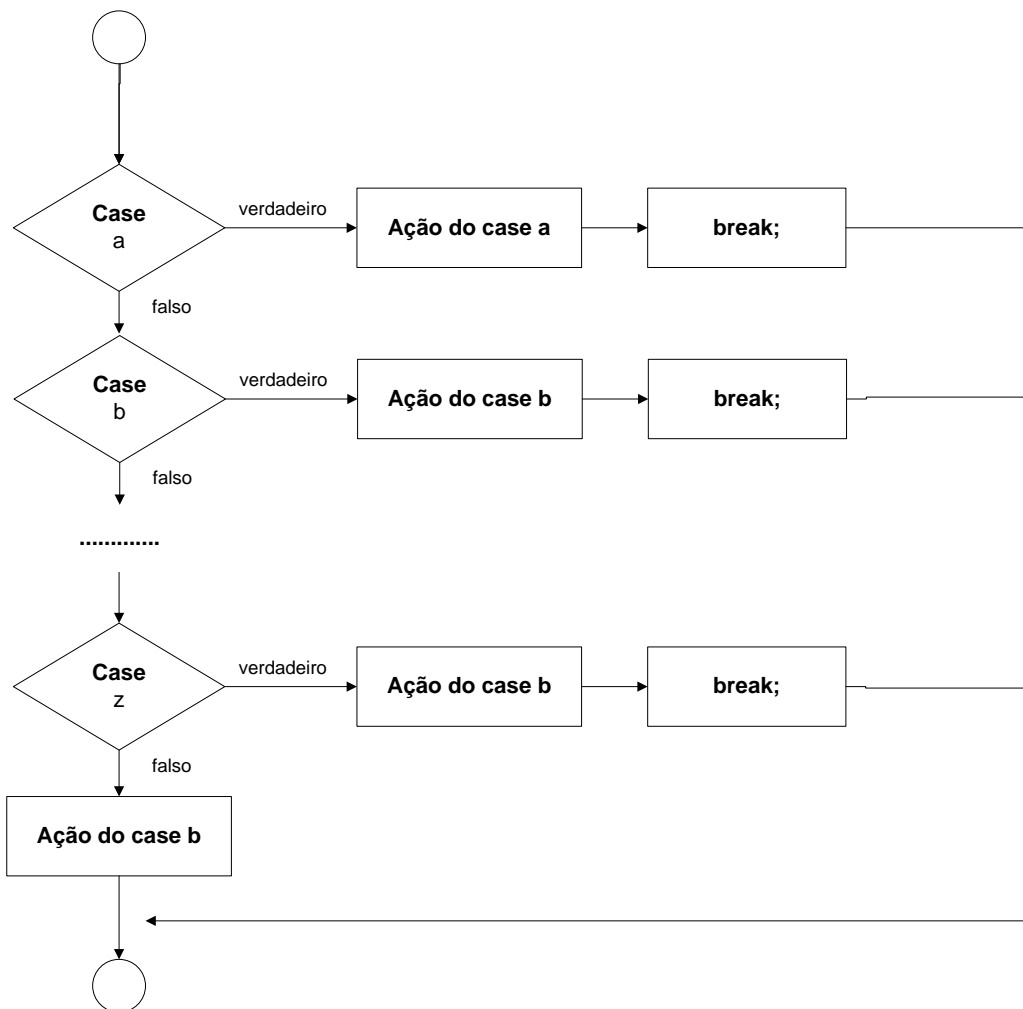 Case
a
verdadeiro
Ação do case a
break;
falso
Case
b
verdadeiro
Ação do case b
break;
falso
.............
Case
z
verdadeiro
Ação do case b
break;
falso
Ação do case b